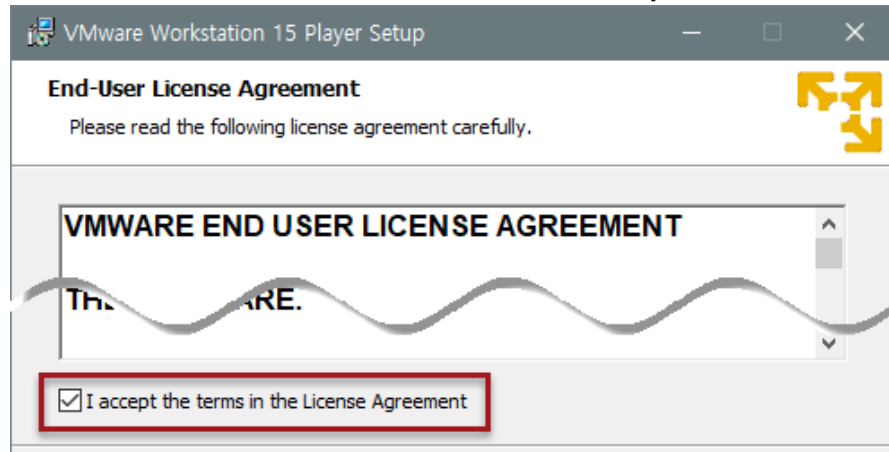 VMware Workstation 15 Player Setup
End-User License Agreement
Please read the following license agreement carefully.
VMWARE END USER LICENSE AGREEMENT
I accept the terms in the License Agreement